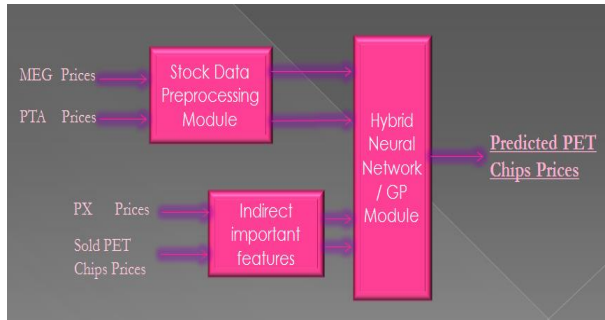 MEG Prices
PTA Prices
Stock Data
Preprocessing
Module
PX Prices
Sold PET
Chips Prices
Indirect
important
features
Hybrid
Neural
Network
/ GP
Module
Predicted PET
Chips Prices